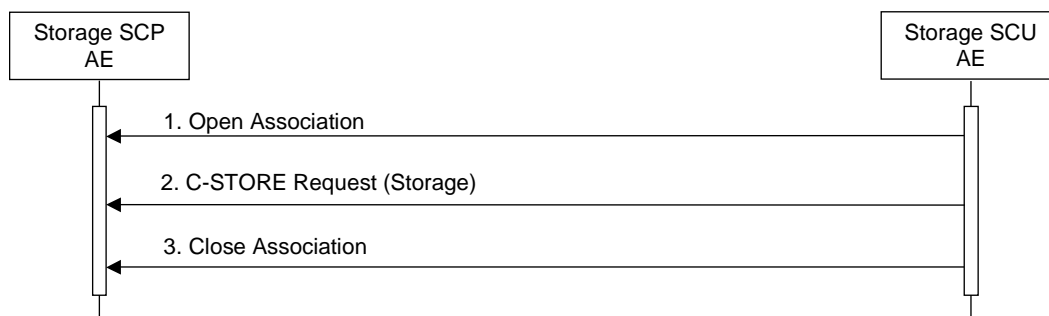 Storage SCP
AE
Storage SCU
AE
1. Open Association
2. C-STORE Request (Storage)
3. Close Association